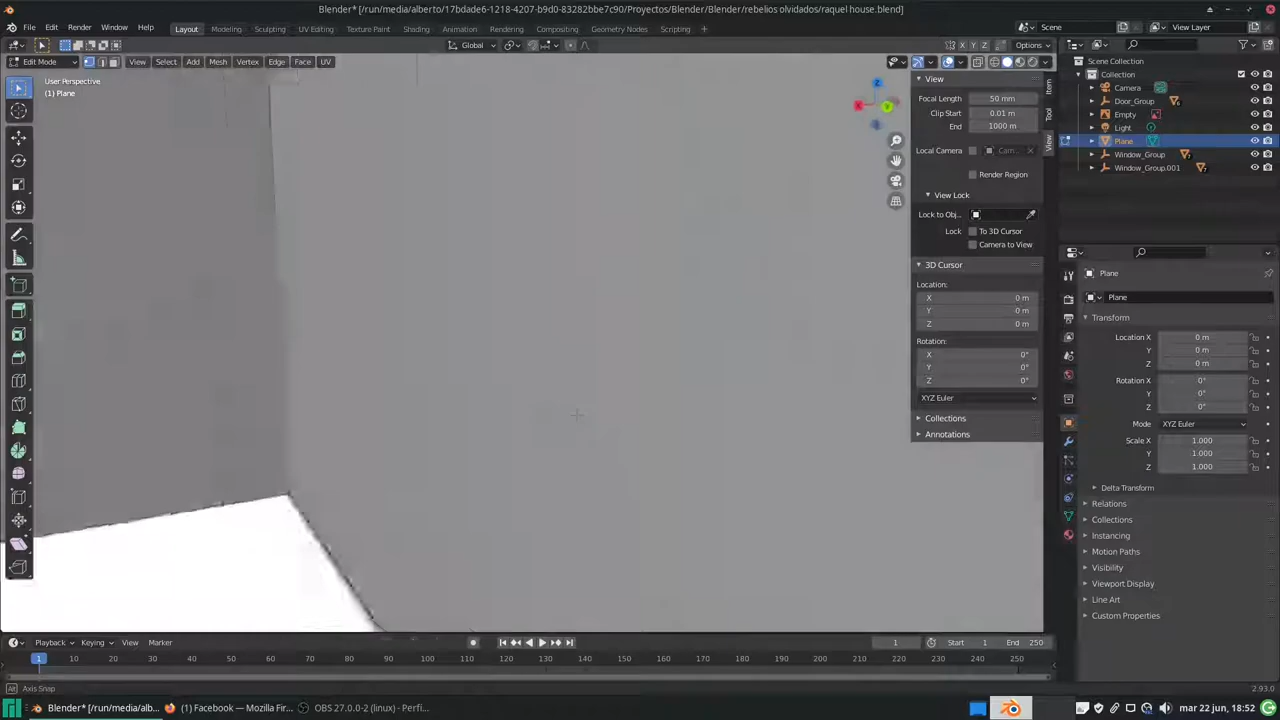 Blender* [/run/media/alberto/17bdade6-1218-4207-b9d0-83282bbe7c90/Proyectos/Blender/Blender/rebelios olvidados/raquel house.blend]
File Edit Render Window Help Layout Modeling Sculpting UV Editing Texture Paint Shading Animation Rendering Compositing Geometry Nodes Scripting Scene View Layer
Global X Y Z Options
Edit Mode View Select Add Mesh Vertex Edge Face UV
User Perspective
(1) Plane
View
Focal Length 50 mm
Clip Start 0.01 m
End 1000 m
Local Camera Cam...
Render Region
View Lock
Lock to Obj...
Lock: To 3D Cursor
Camera to View
3D Cursor
Location:
X 0 m
Y 0 m
Z 0 m
Rotation:
X 0°
Y 0°
Z 0°
XYZ Euler
Collections
Annotations
Item
Tool
View
Scene Collection
Collection
Camera
Door_Group
Empty
Light
Plane
Window_Group
Window_Group.001
Plane
Plane
Transform
Location X 0 m
Y 0 m
Z 0 m
Rotation X 0°
Y 0°
Z 0°
Mode XYZ Euler
Scale X 1.000
Y 1.000
Z 1.000
Delta Transform
Relations
Collections
Instancing
Motion Paths
Visibility
Viewport Display
Line Art
Custom Properties
Playback Keying View Marker 1 Start 1 End 250
1 10 20 30 40 50 60 70 80 90 100 110 120 130 140 150 160 170 180 190 200 210 220 230 240 250
Alt Axis Snap 2.93.0
Blender* [/run/media/alb... (1) Facebook — Mozilla Fir... OBS 27.0.0-2 (linux) - Perfi... mar 22 jun, 18:52